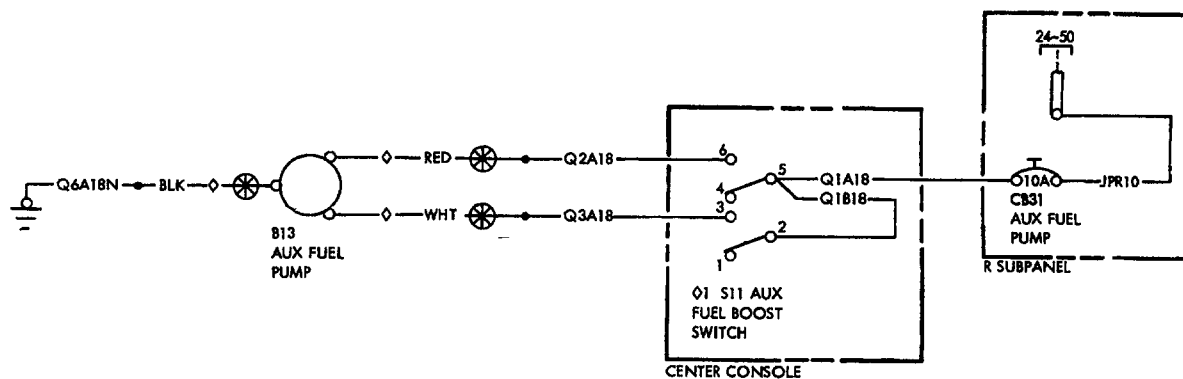 24~50
6
RED
Q2A18
5
Q1A18
Q6A18N
BLK
4
Q1B18
10A
JPR10
3
CB31
AUX FUEL
PUMP
WHT
Q3A18
2
B13
AUX FUEL
PUMP
1
R SUBPANEL
◊1 S11 AUX
FUEL BOOST
SWITCH
CENTER CONSOLE